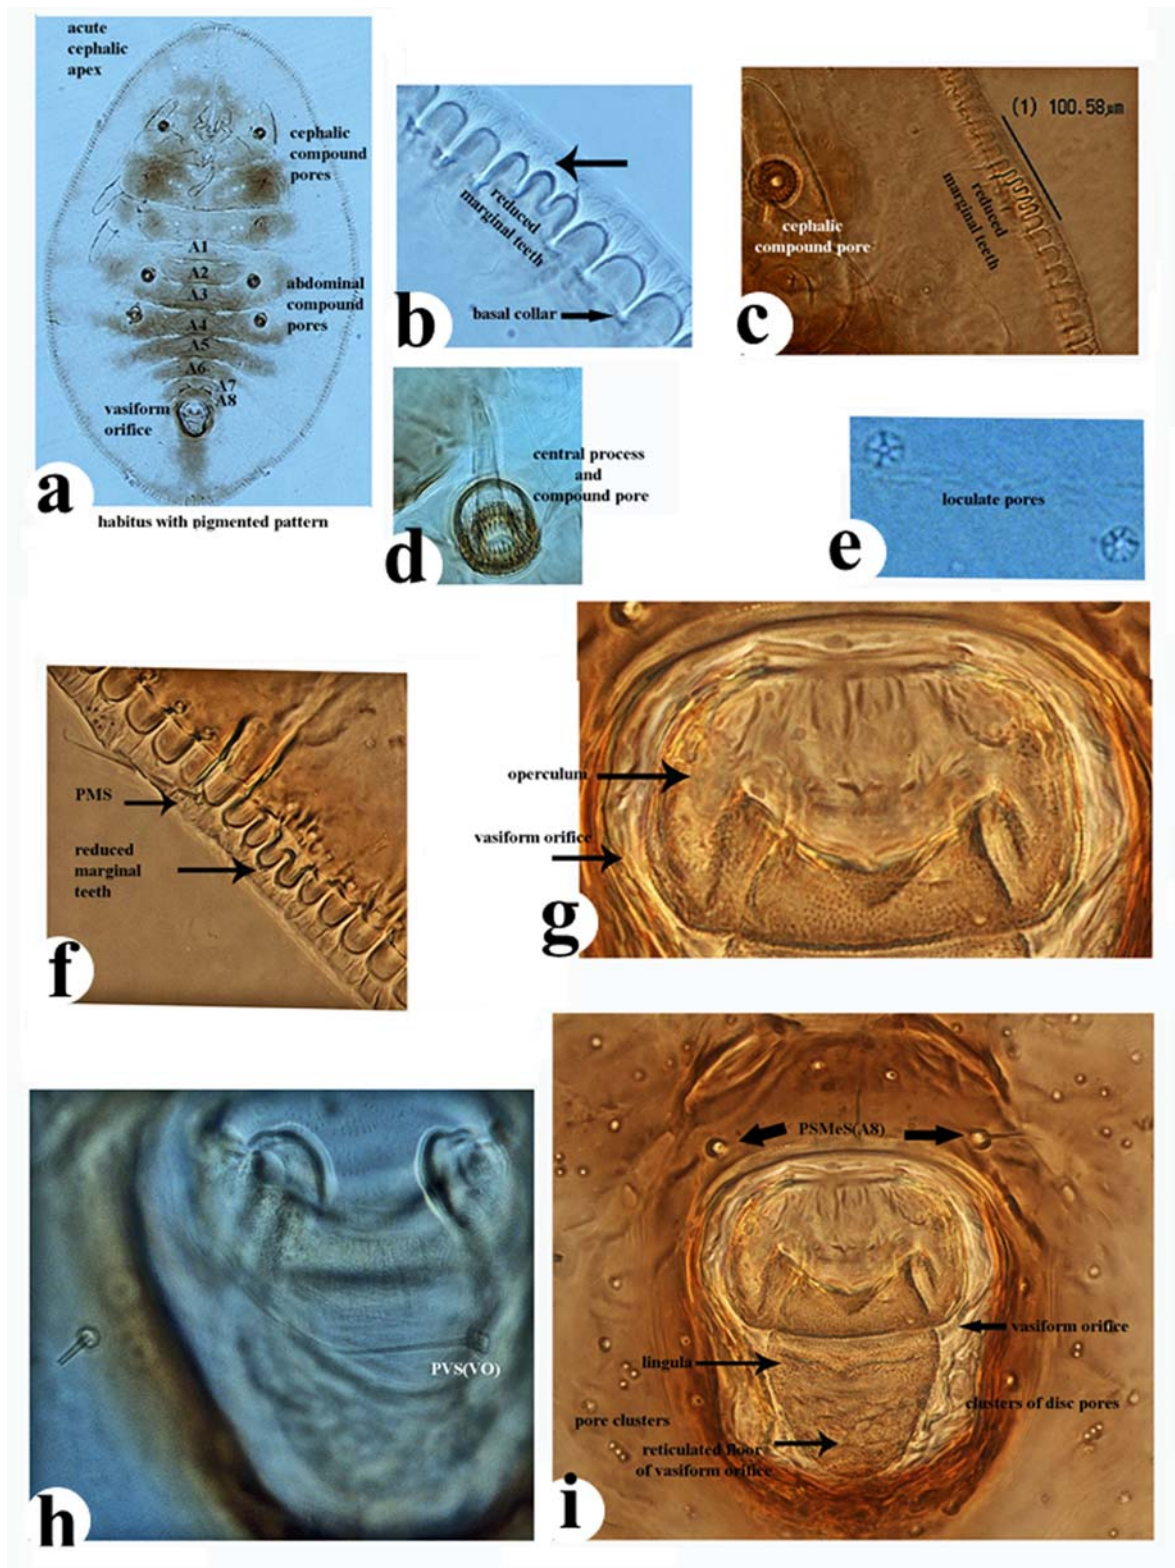 acute
cephalic
apex
cephalic
compound
pores
A1
A2
A3
abdominal
compound
pores
A4
A5
A6
A7
A8
vasiform
orifice
a
habitus with pigmented pattern
reduced
marginal teeth
basal collar
b
(1) 100.58µm
reduced
marginal teeth
cephalic
compound pore
c
central process
and
compound pore
d
loculate pores
e
PMS
reduced
marginal
teeth
f
operculum
vasiform orifice
g
PVS(VO)
h
PSMeS(A8)
vasiform orifice
lingula
clusters of disc pores
pore clusters
reticulated floor
of vasiform orifice
i